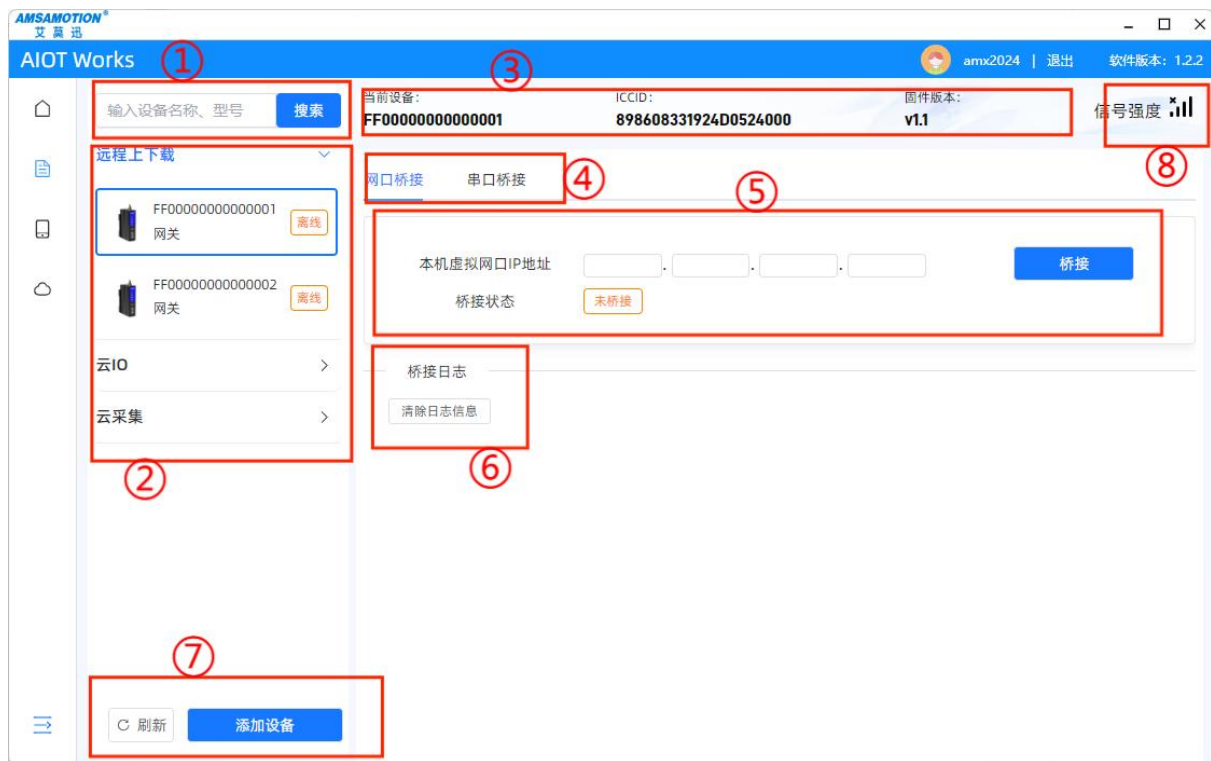 AMSAMOTION®
艾莫迅
AIOT Works
amx2024 | 退出 软件版本：1.2.2
①
③
输入设备名称、型号 搜索
当前设备： ICCID： 固件版本：
FF00000000000001 898608331924D0524000 v1.1
信号强度
⑧
远程上下载
网口桥接 串口桥接
④
⑤
FF00000000000001
网关
离线
FF00000000000002
网关
离线
本机虚拟网口IP地址 . . . 桥接
桥接状态 未桥接
云IO
云采集
②
桥接日志
清除日志信息
⑥
⑦
刷新 添加设备